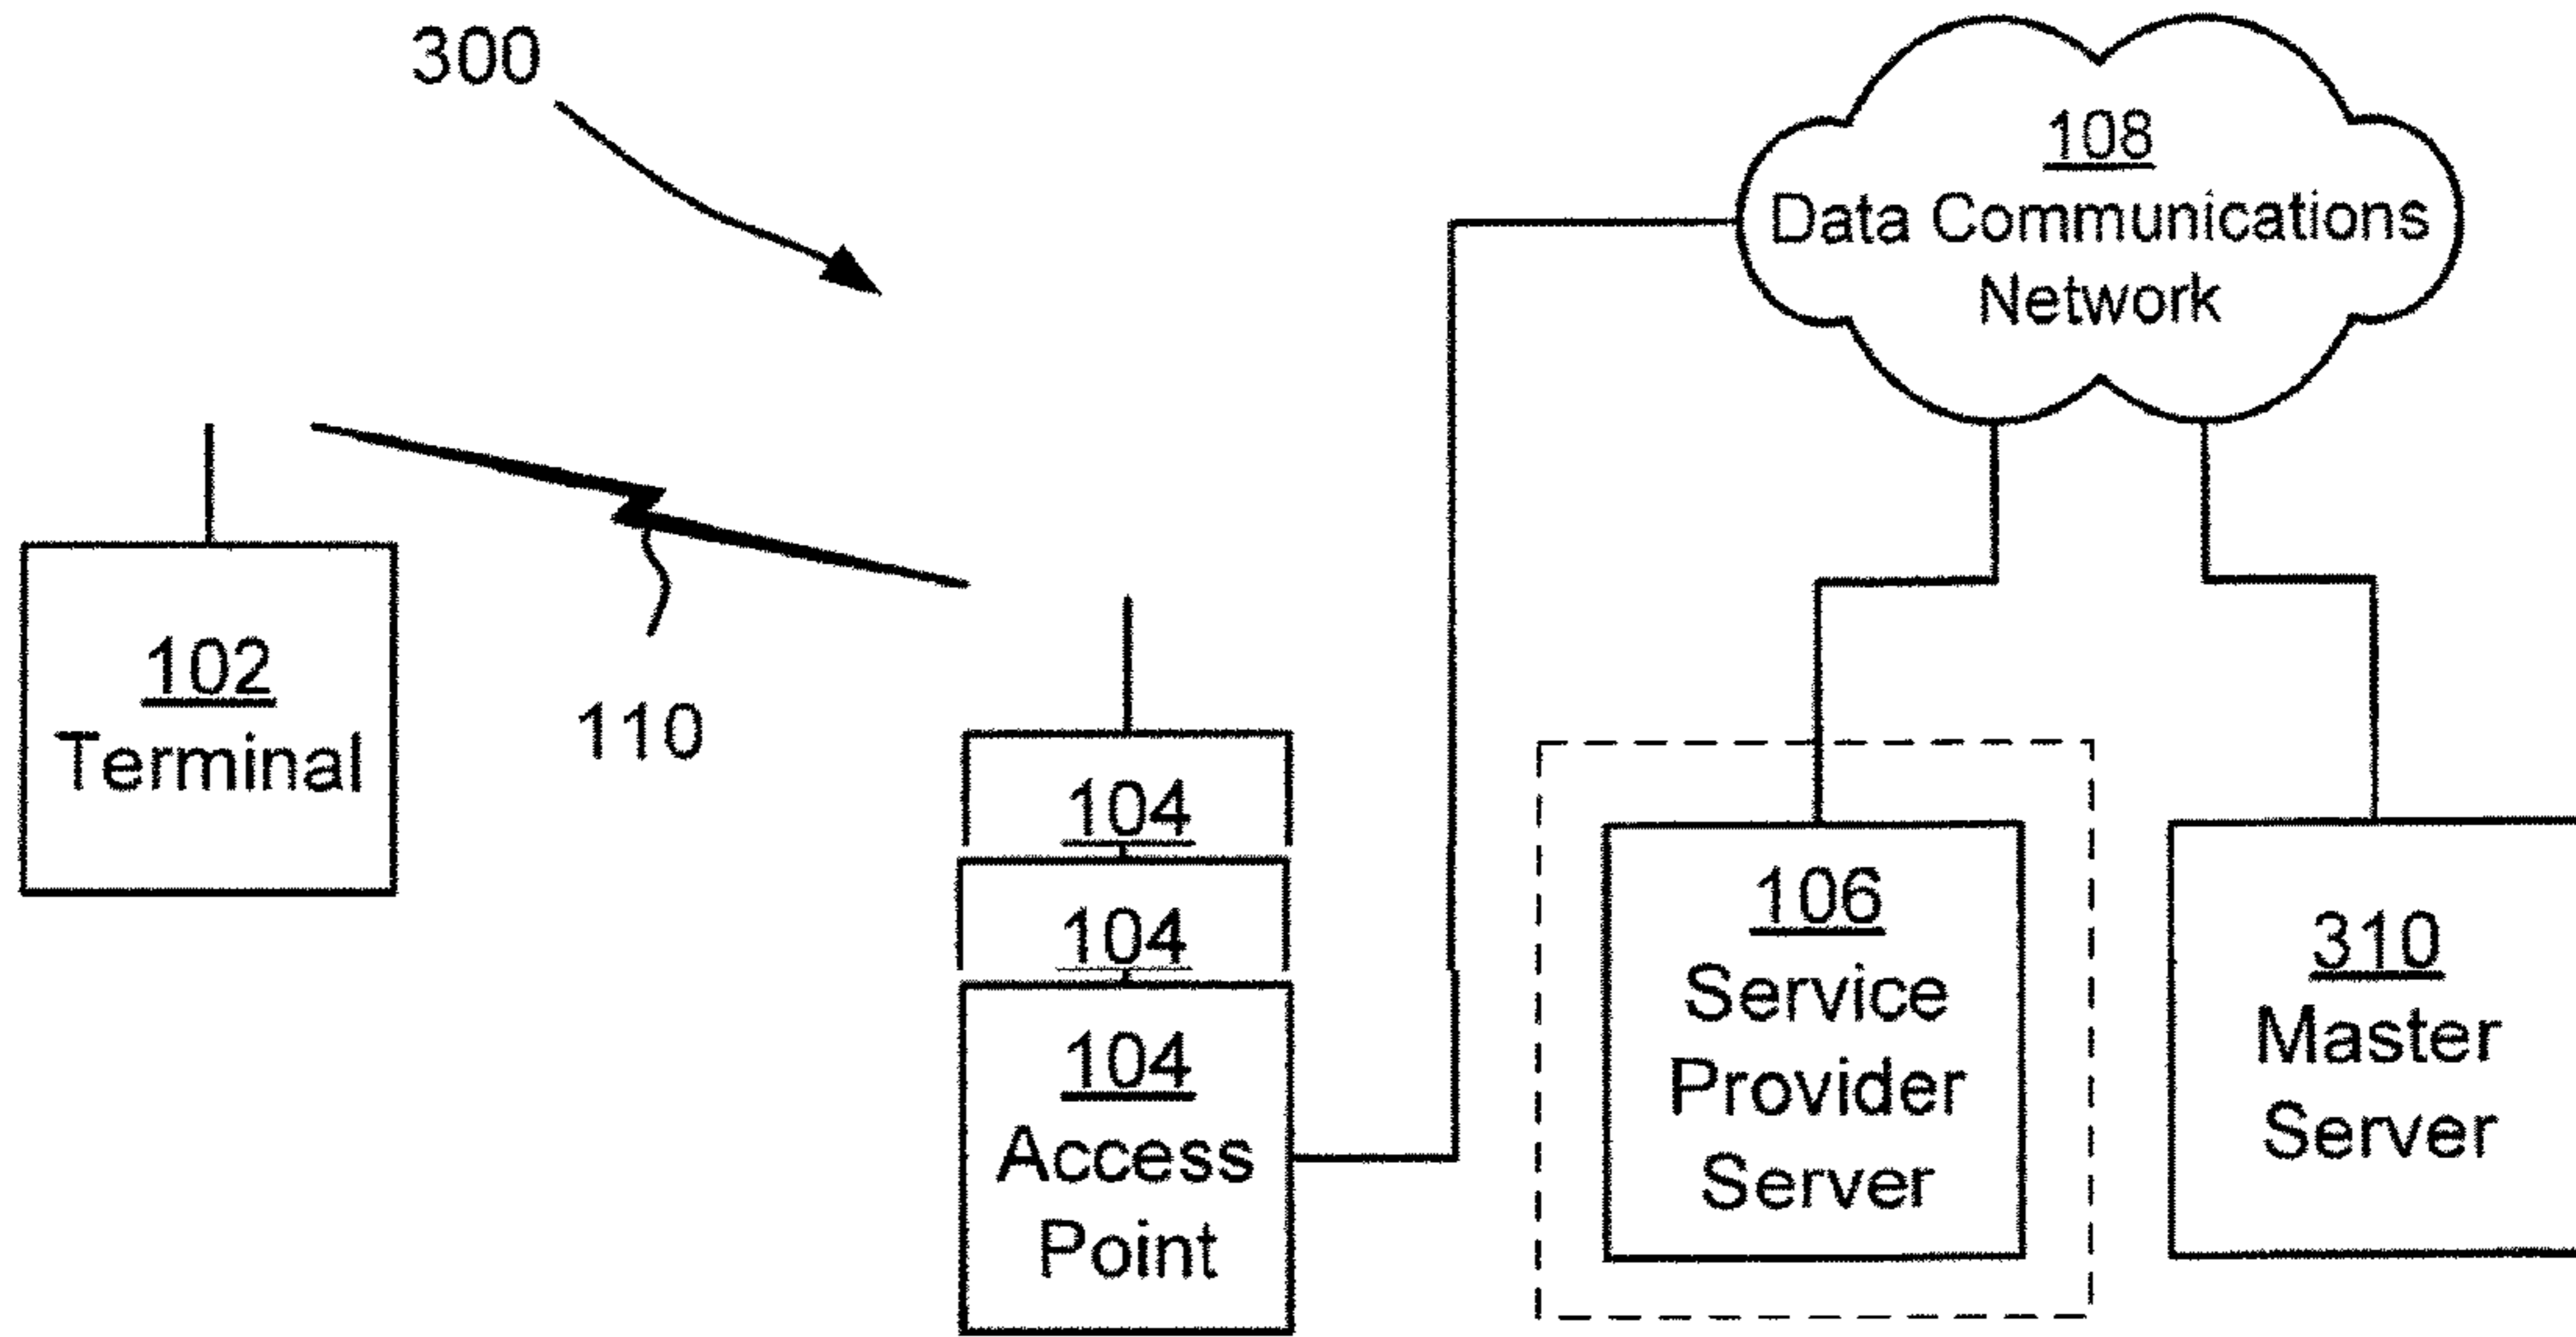 300
108
Data Communications
Network
102
Terminal
110
104
104
104
Access
Point
106
Service
Provider
Server
310
Master
Server